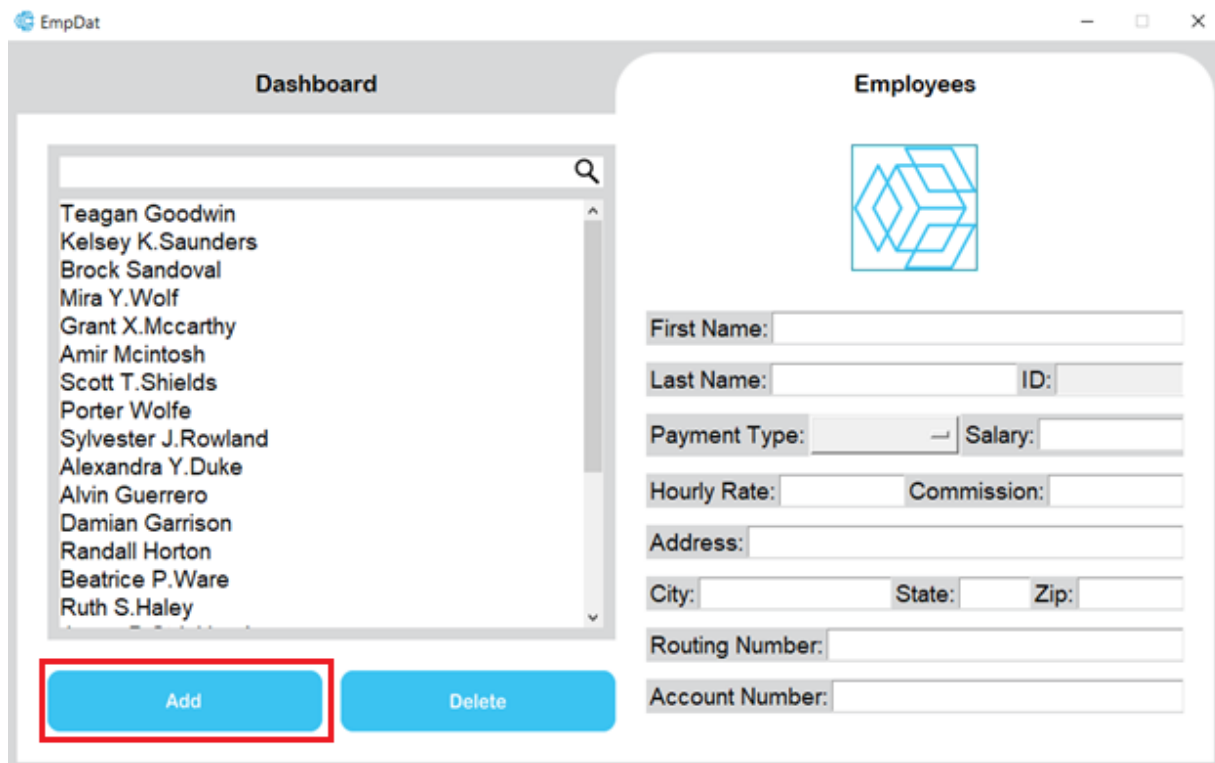 EmpDat
Dashboard
Employees
Teagan Goodwin
Kelsey K.Saunders
Brock Sandoval
Mira Y.Wolf
Grant X.Mccarthy
Amir Mcintosh
Scott T.Shields
Porter Wolfe
Sylvester J.Rowland
Alexandra Y.Duke
Alvin Guerrero
Damian Garrison
Randall Horton
Beatrice P.Ware
Ruth S.Haley
Add
Delete
First Name:
Last Name: ID:
Payment Type: Salary:
Hourly Rate: Commission:
Address:
City: State: Zip:
Routing Number:
Account Number: